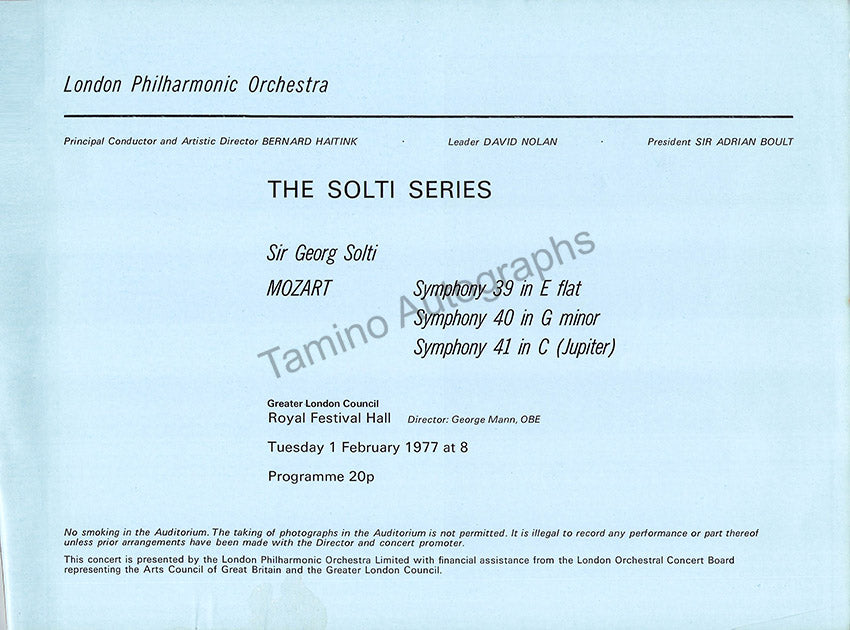 London Philharmonic Orchestra
Principal Conductor and Artistic Director BERNARD HAITINK · Leader DAVID NOLAN · President SIR ADRIAN BOULT
THE SOLTI SERIES
Sir Georg Solti
MOZART Symphony 39 in E flat
Symphony 40 in G minor
Symphony 41 in C (Jupiter)
Tamino Autographs
Greater London Council
Royal Festival Hall Director: George Mann, OBE
Tuesday 1 February 1977 at 8
Programme 20p
No smoking in the Auditorium. The taking of photographs in the Auditorium is not permitted. It is illegal to record any performance or part thereof
unless prior arrangements have been made with the Director and concert promoter.
This concert is presented by the London Philharmonic Orchestra Limited with financial assistance from the London Orchestral Concert Board
representing the Arts Council of Great Britain and the Greater London Council.